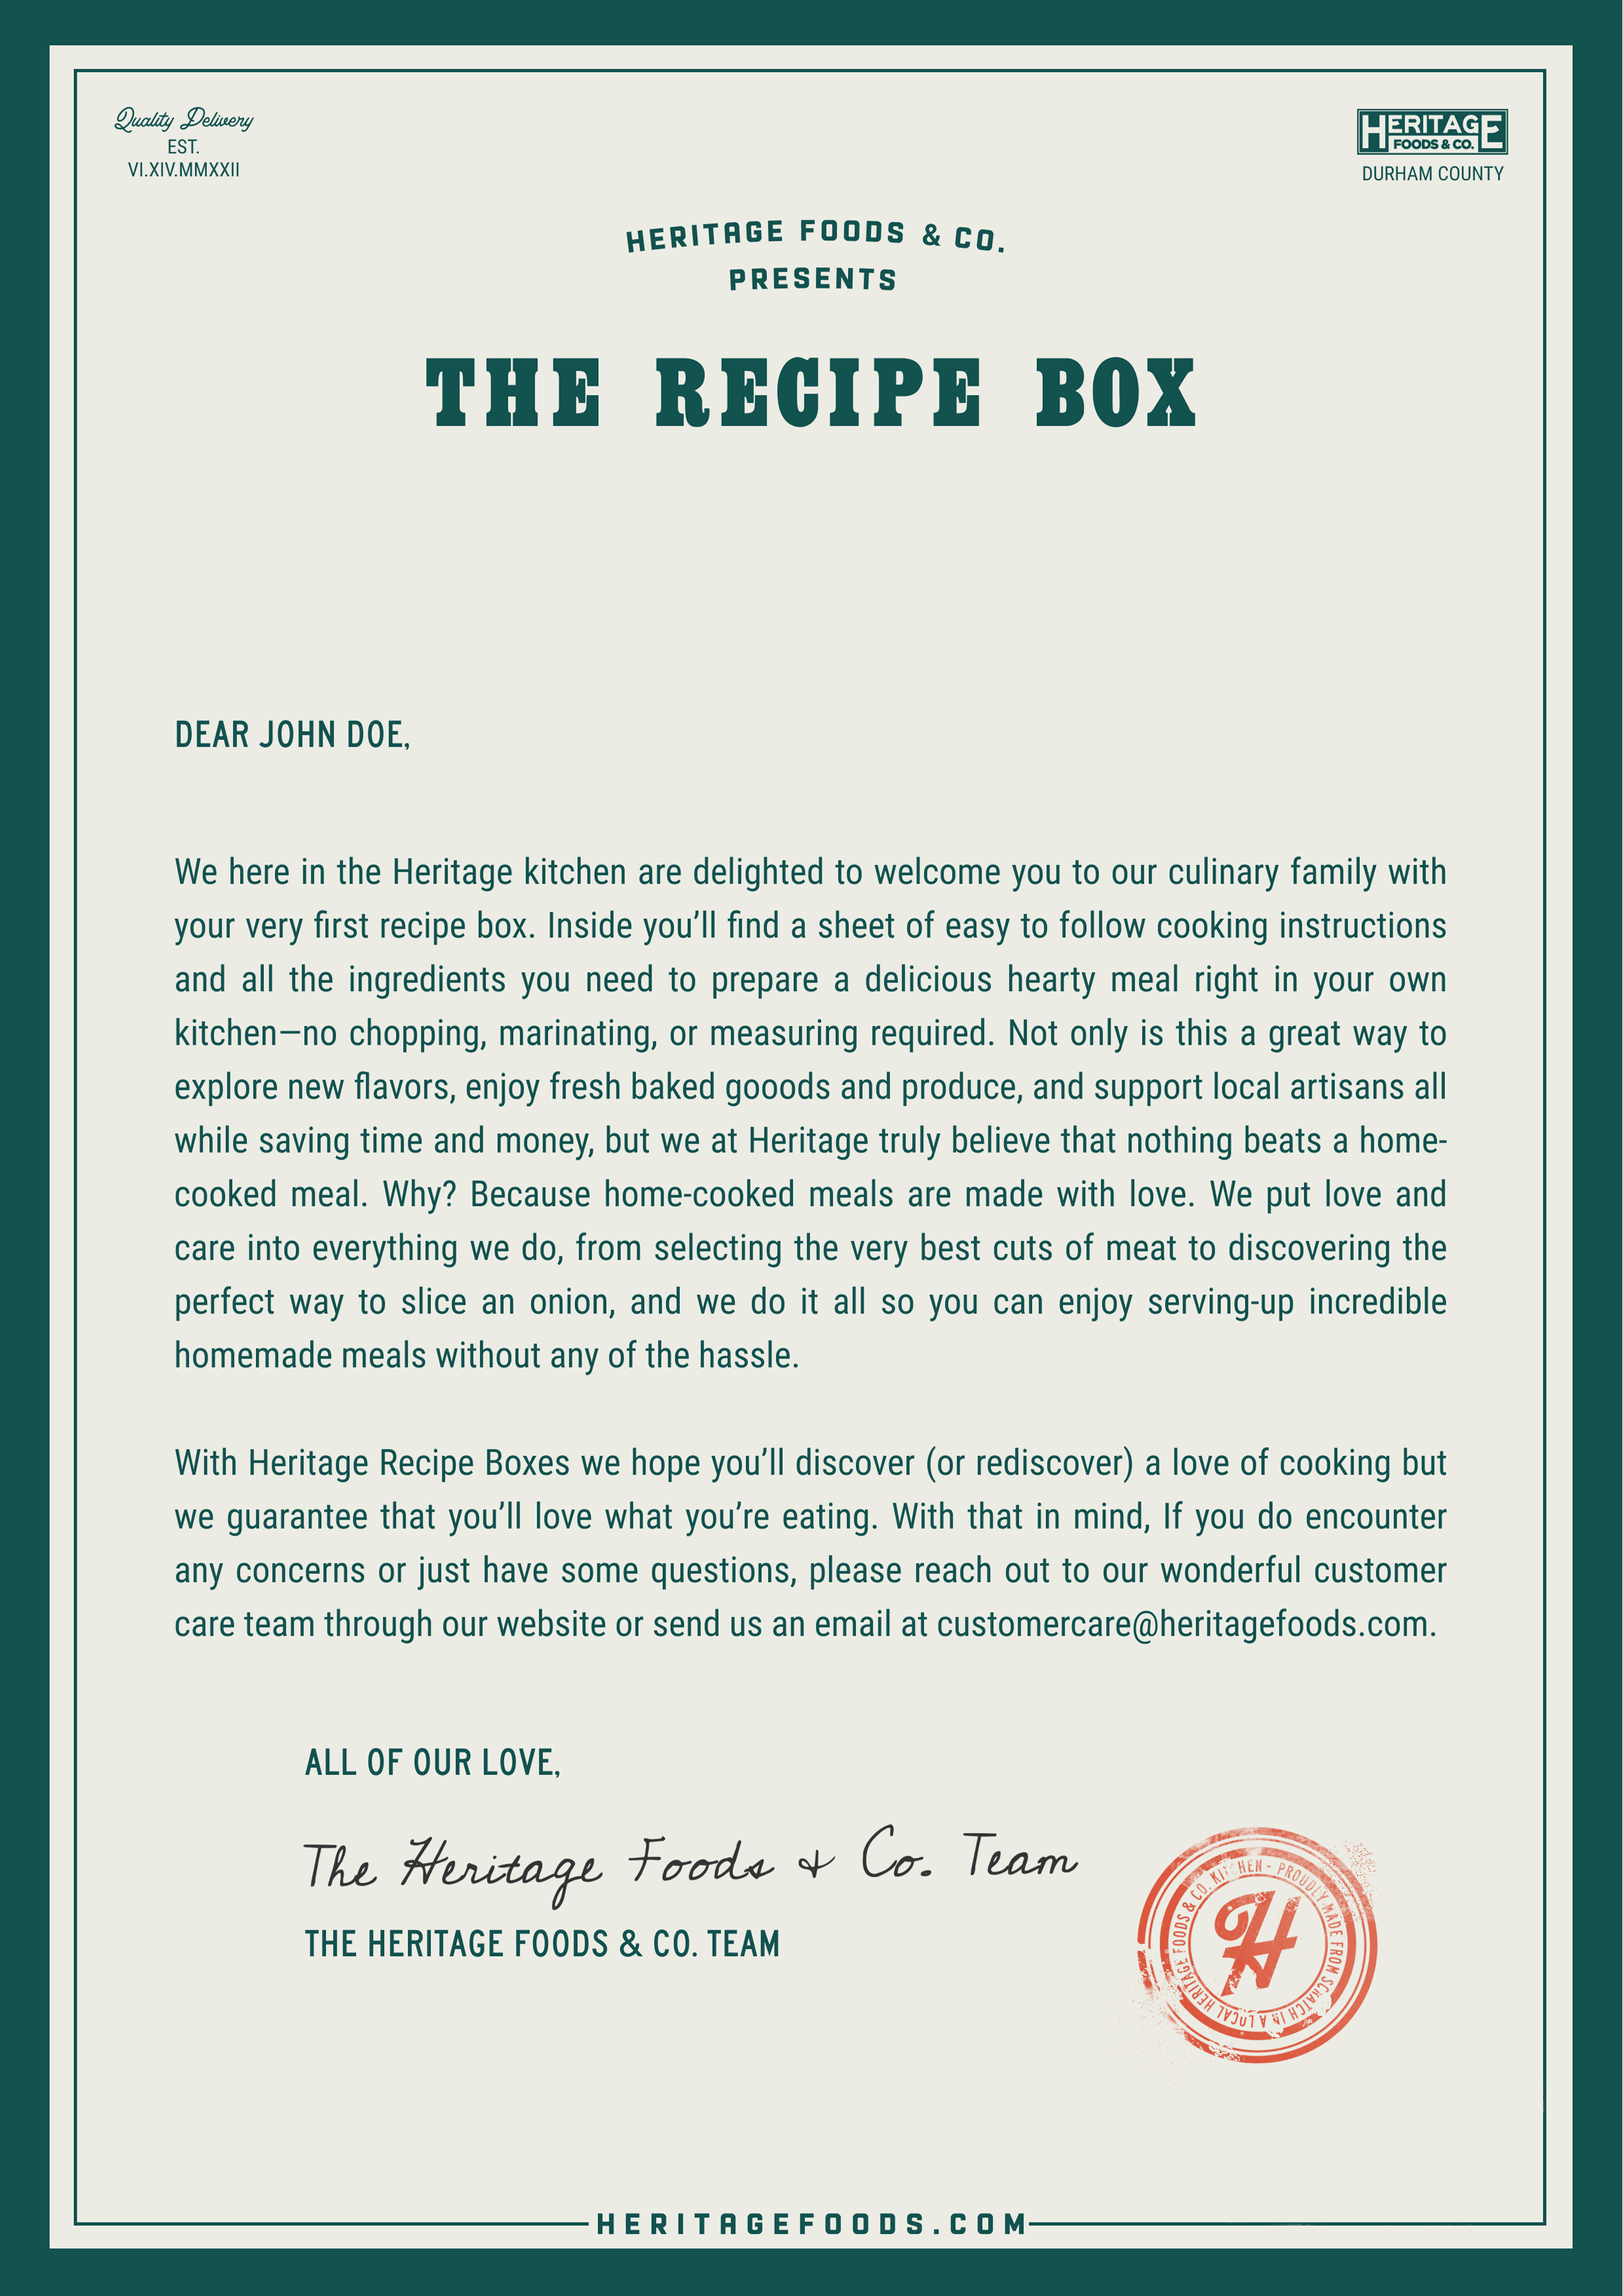 Quality Delivery
EST.
VI.XIV.MMXXII
HERITAGE
FOODS & CO.
DURHAM COUNTY
HERITAGE FOODS & CO.
PRESENTS
THE RECIPE BOX
DEAR JOHN DOE,
We here in the Heritage kitchen are delighted to welcome you to our culinary family with
your very first recipe box. Inside you’ll find a sheet of easy to follow cooking instructions
and all the ingredients you need to prepare a delicious hearty meal right in your own
kitchen—no chopping, marinating, or measuring required. Not only is this a great way to
explore new flavors, enjoy fresh baked gooods and produce, and support local artisans all
while saving time and money, but we at Heritage truly believe that nothing beats a home-
cooked meal. Why? Because home-cooked meals are made with love. We put love and
care into everything we do, from selecting the very best cuts of meat to discovering the
perfect way to slice an onion, and we do it all so you can enjoy serving-up incredible
homemade meals without any of the hassle.
With Heritage Recipe Boxes we hope you’ll discover (or rediscover) a love of cooking but
we guarantee that you’ll love what you’re eating. With that in mind, If you do encounter
any concerns or just have some questions, please reach out to our wonderful customer
care team through our website or send us an email at customercare@heritagefoods.com.
ALL OF OUR LOVE,
The Heritage Foods & Co. Team
THE HERITAGE FOODS & CO. TEAM
PROUDLY MADE FROM SCRATCH IN A LOCAL HERITAGE FOODS & CO. KITCHEN -
H
HERITAGEFOODS.COM